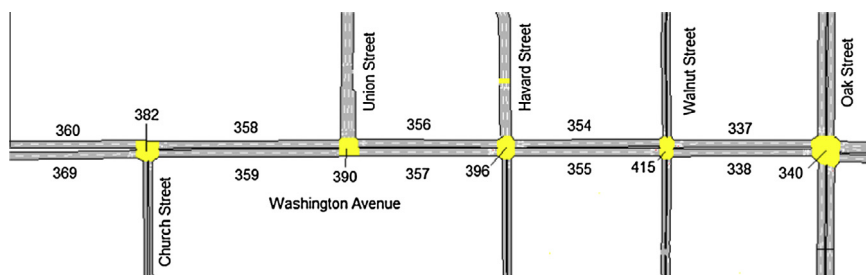 Union Street
Havard Street
Walnut Street
Oak Street
382
360
358
356
354
337
369
359
390
357
396
355
415
338
340
Washington Avenue
Church Street